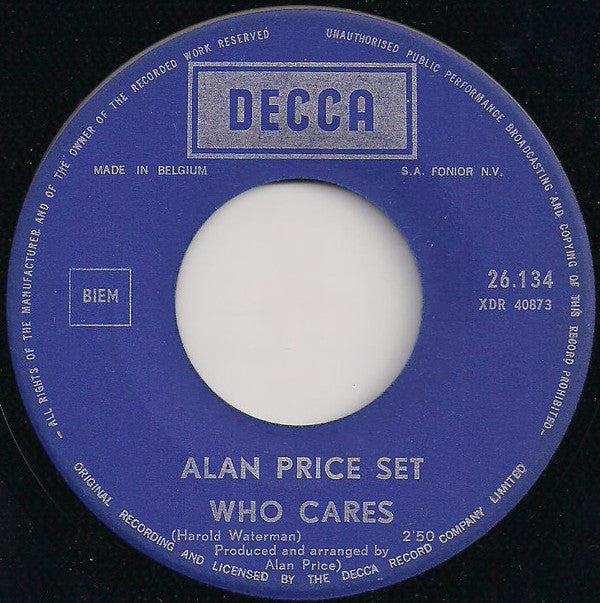 — ALL RIGHTS OF THE MANUFACTURER AND OF THE OWNER OF THE RECORDED WORK RESERVED
UNAUTHORISED PUBLIC PERFORMANCE BROADCASTING AND COPYING OF THIS RECORD PROHIBITED —
DECCA
MADE IN BELGIUM
S.A. FONIOR N.V.
BIEM
26.134
XDR 40873
ALAN PRICE SET
WHO CARES
(Harold Waterman) 2'50
Produced and arranged by
Alan Price)
ORIGINAL RECORDING AND LICENSED BY THE DECCA RECORD COMPANY LIMITED